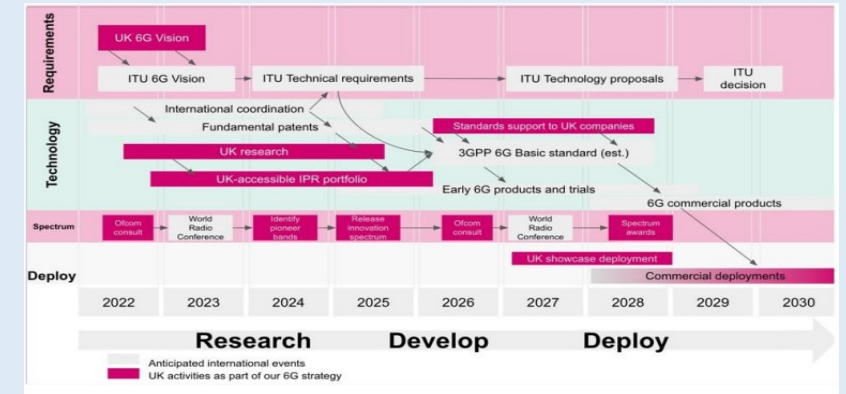 Requirements
UK 6G Vision
ITU 6G Vision
ITU Technical requirements
ITU Technology proposals
ITU
decision
Technology
International coordination
Fundamental patents
Standards support to UK companies
UK research
3GPP 6G Basic standard (est.)
UK-accessible IPR portfolio
Early 6G products and trials
6G commercial products
Spectrum
Ofcom
consult
World
Radio
Conference
Identify
pioneer
bands
Release
innovation
spectrum
Ofcom
consult
World
Radio
Conference
Spectrum
awards
UK showcase deployment
Deploy
Commercial deployments
2022
2023
2024
2025
2026
2027
2028
2029
2030
Research
Develop
Deploy
Anticipated international events
UK activities as part of our 6G strategy